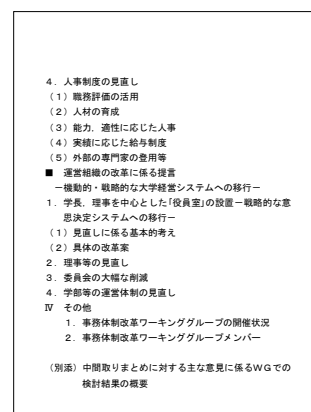 ４．人事制度の見直し
（１）職務評価の活用
（２）人材の育成
（３）能力，適性に応じた人事
（４）実績に応じた給与制度
（５）外部の専門家の登用等
■　運営組織の改革に係る提言
－機動的・戦略的な大学経営システムへの移行－
１．学長，理事を中心とした「役員室」の設置－戦略的な意
思決定システムへの移行－
（１）見直しに係る基本的考え
（２）具体の改革案
２．理事等の見直し
３．委員会の大幅な削減
４．学部等の運営体制の見直し
Ⅳ　その他
１．事務体制改革ワーキンググループの開催状況
２．事務体制改革ワーキンググループメンバー
（別添）中間取りまとめに対する主な意見に係るＷＧでの
検討結果の概要